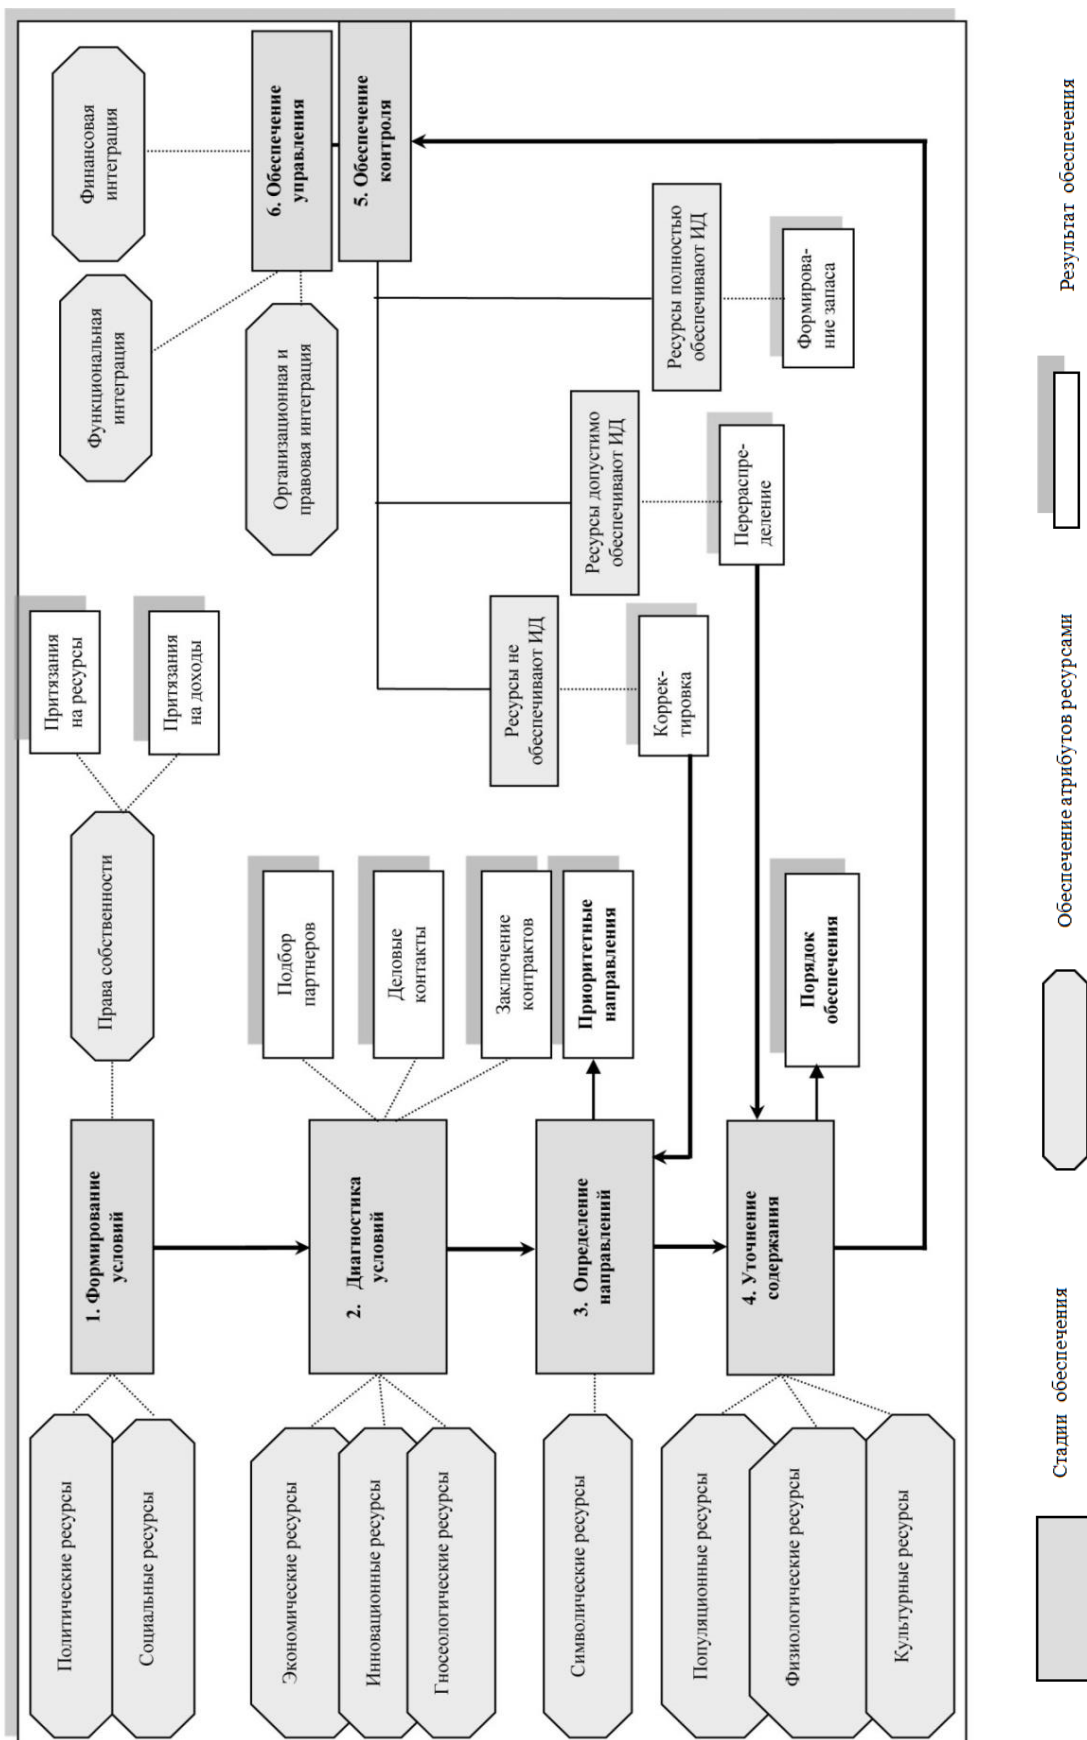 Политические ресурсы
Социальные ресурсы
1. Формирование
условий
Права собственности
Притязания
на ресурсы
Притязания
на доходы
Функциональная
интеграция
Финансовая
интеграция
Экономические ресурсы
Инновационные ресурсы
Гносеологические ресурсы
2. Диагностика
условий
Подбор
партнеров
Деловые
контакты
Заключение
контрактов
Организационная и
правовая интеграция
6. Обеспечение
управления
5. Обеспечение
контроля
Символические ресурсы
3. Определение
направлений
Приоритетные
направления
Ресурсы не
обеспечивают ИД
Коррек-
тировка
Ресурсы допустимо
обеспечивают ИД
Перераспре-
деление
Ресурсы полностью
обеспечивают ИД
Формирова-
ние запаса
Популяционные ресурсы
Физиологические ресурсы
Культурные ресурсы
4. Уточнение
содержания
Порядок
обеспечения
Стадии обеспечения
Обеспечение атрибутов ресурсами
Результат обеспечения